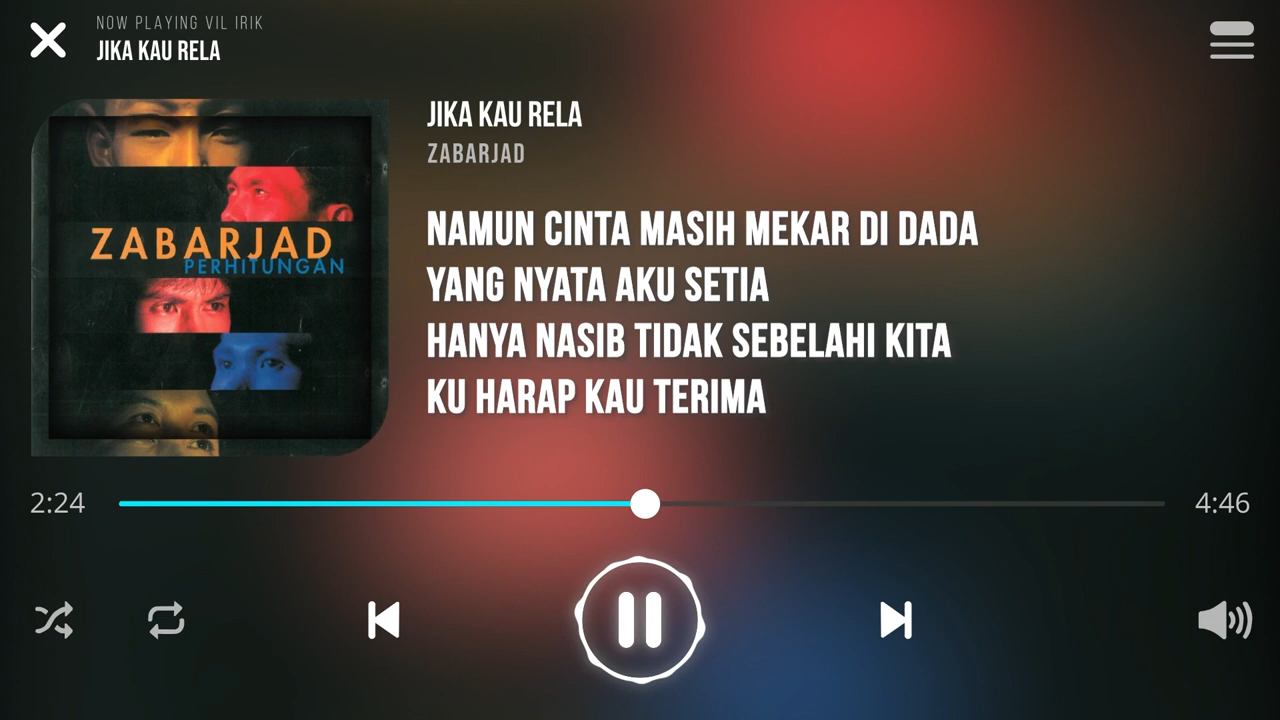 NOW PLAYING VIL IRIK
JIKA KAU RELA
ZABARJAD
PERHITUNGAN
JIKA KAU RELA
ZABARJAD
NAMUN CINTA MASIH MEKAR DI DADA
YANG NYATA AKU SETIA
HANYA NASIB TIDAK SEBELAHI KITA
KU HARAP KAU TERIMA
2:24
4:46